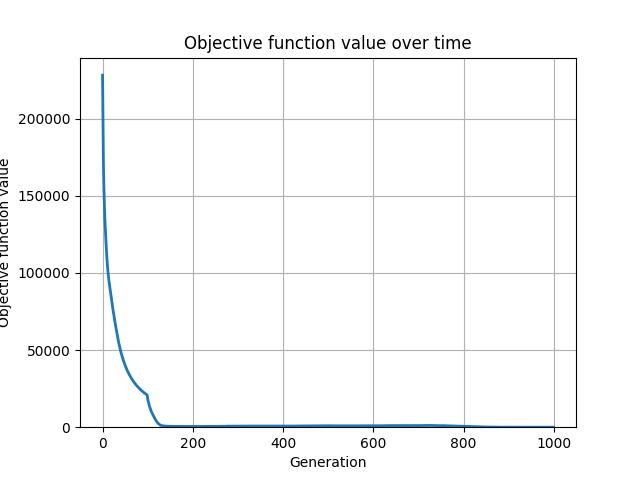 Objective function value over time
200000
150000
100000
50000
0
Objective function value
0 200 400 600 800 1000
Generation